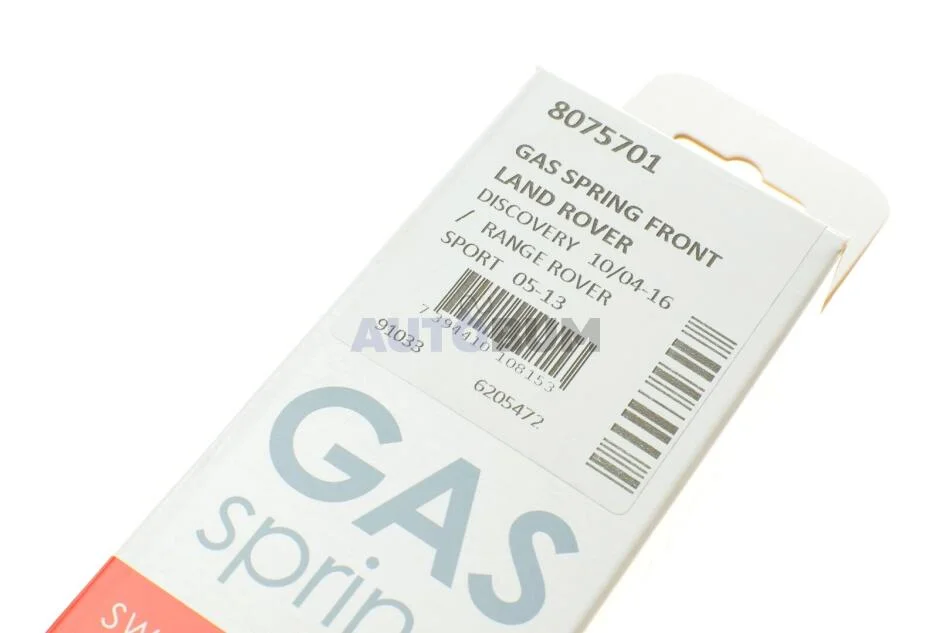 8075701
GAS SPRING FRONT
LAND ROVER
DISCOVERY 10/04-16
/ RANGE ROVER
SPORT 05-13
7 394410 108153
91033
6205472
GAS
sprin
SW